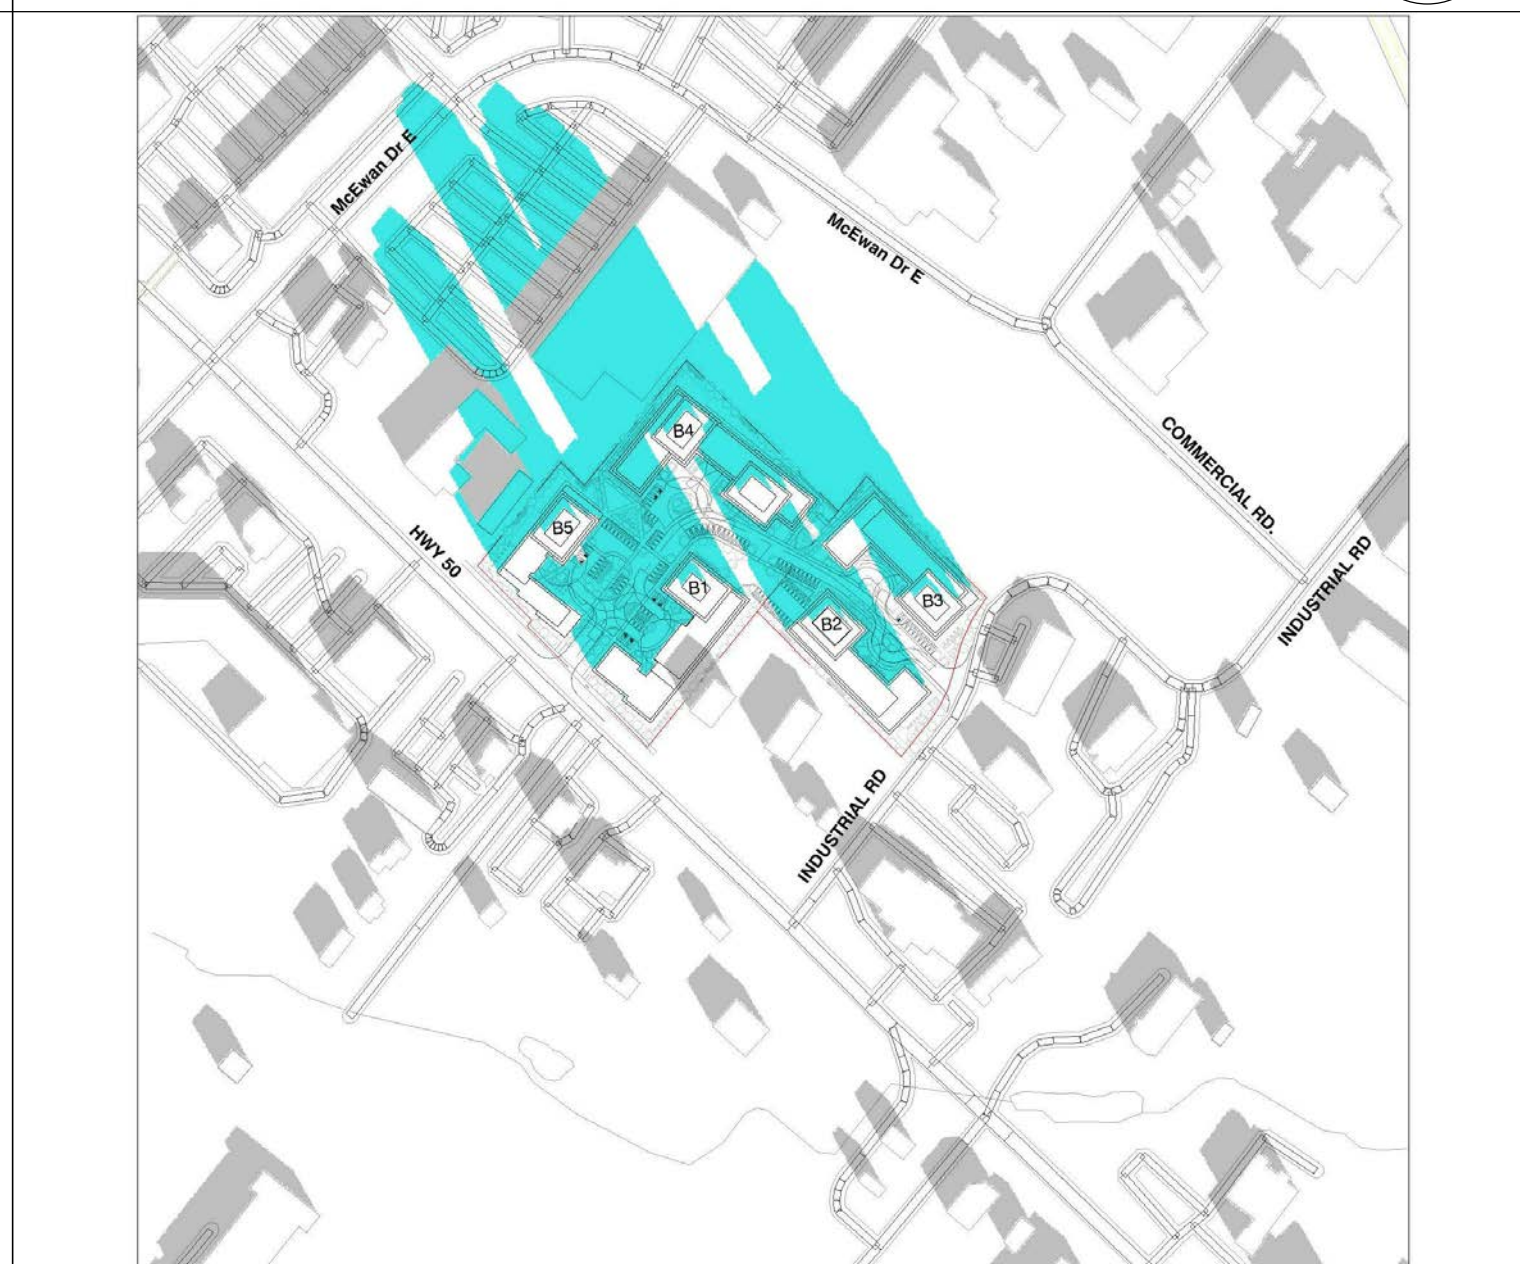 McEwan Dr E
McEwan Dr E
B4
COMMERCIAL RD.
B5
HWY 50
INDUSTRIAL RD
B1
B3
B2
INDUSTRIAL RD